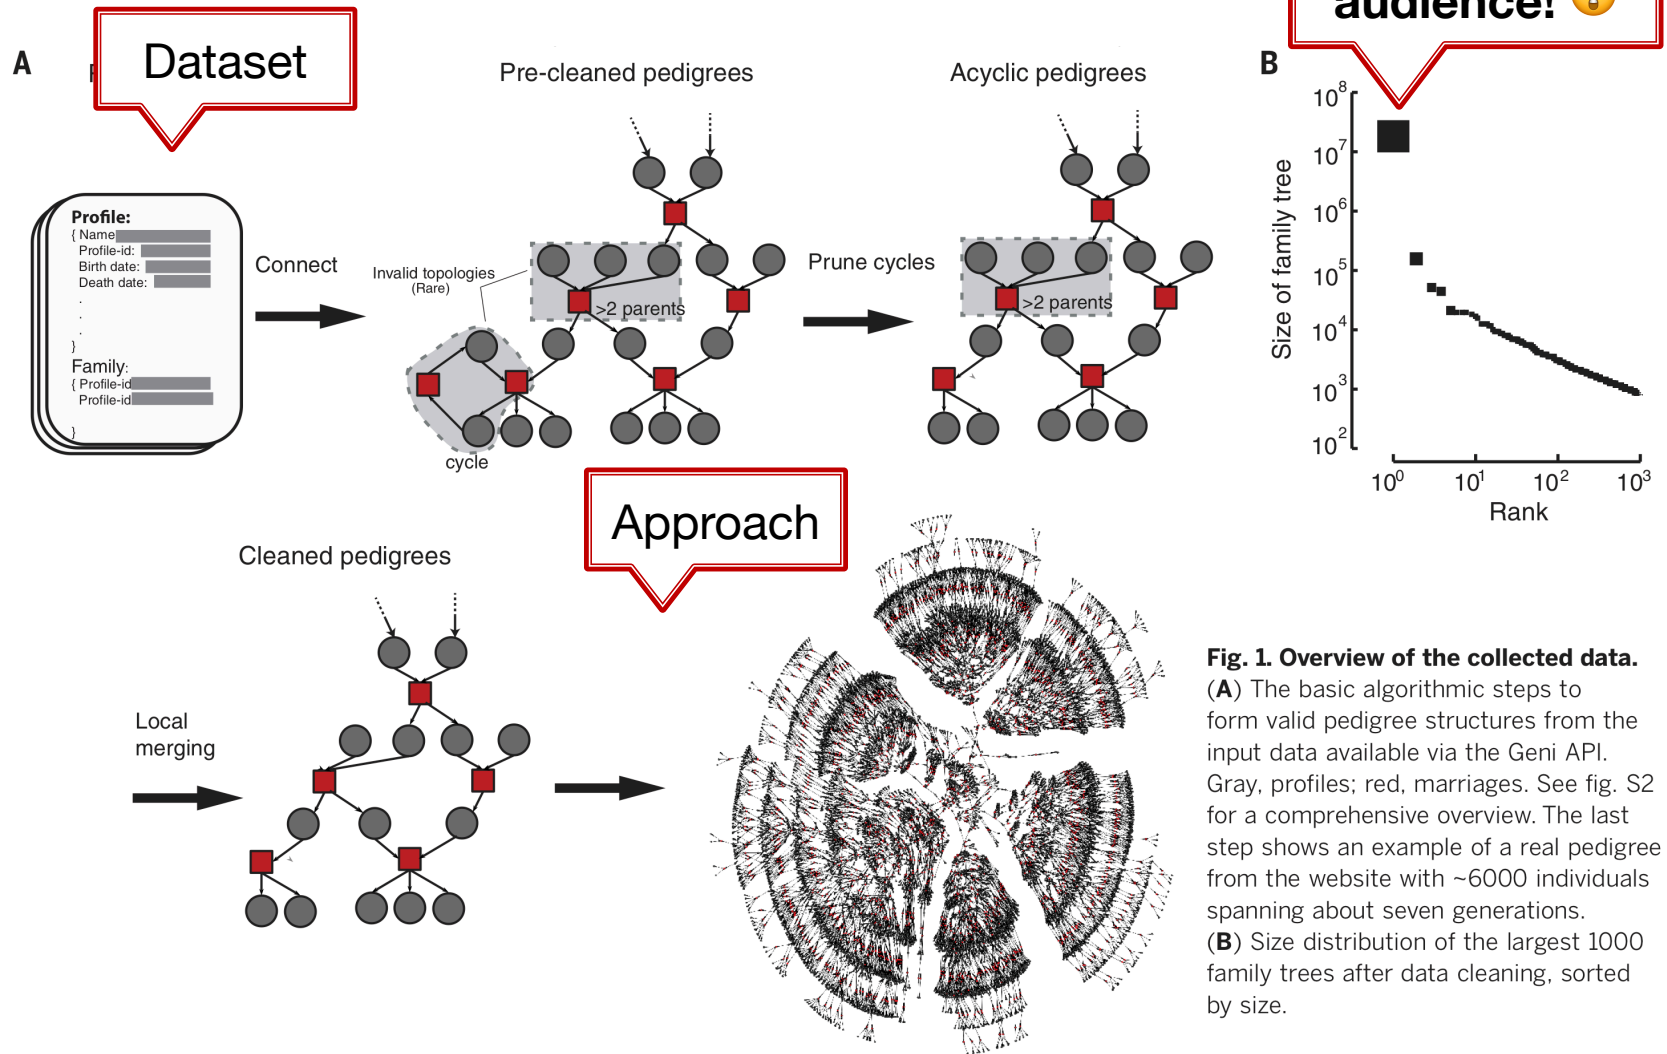 audience! 😮
Dataset
A
Pre-cleaned pedigrees
Acyclic pedigrees
B
Profile:
{ Name
Profile-id:
Birth date:
Death date:
.
.
.
}
Family:
{ Profile-id
Profile-id
}
Connect
Invalid topologies
(Rare)
>2 parents
cycle
Prune cycles
>2 parents
Size of family tree
10^8
10^7
10^6
10^5
10^4
10^3
10^2
10^0 10^1 10^2 10^3
Rank
Approach
Cleaned pedigrees
Local
merging
Fig. 1. Overview of the collected data.
(A) The basic algorithmic steps to
form valid pedigree structures from the
input data available via the Geni API.
Gray, profiles; red, marriages. See fig. S2
for a comprehensive overview. The last
step shows an example of a real pedigree
from the website with ~6000 individuals
spanning about seven generations.
(B) Size distribution of the largest 1000
family trees after data cleaning, sorted
by size.